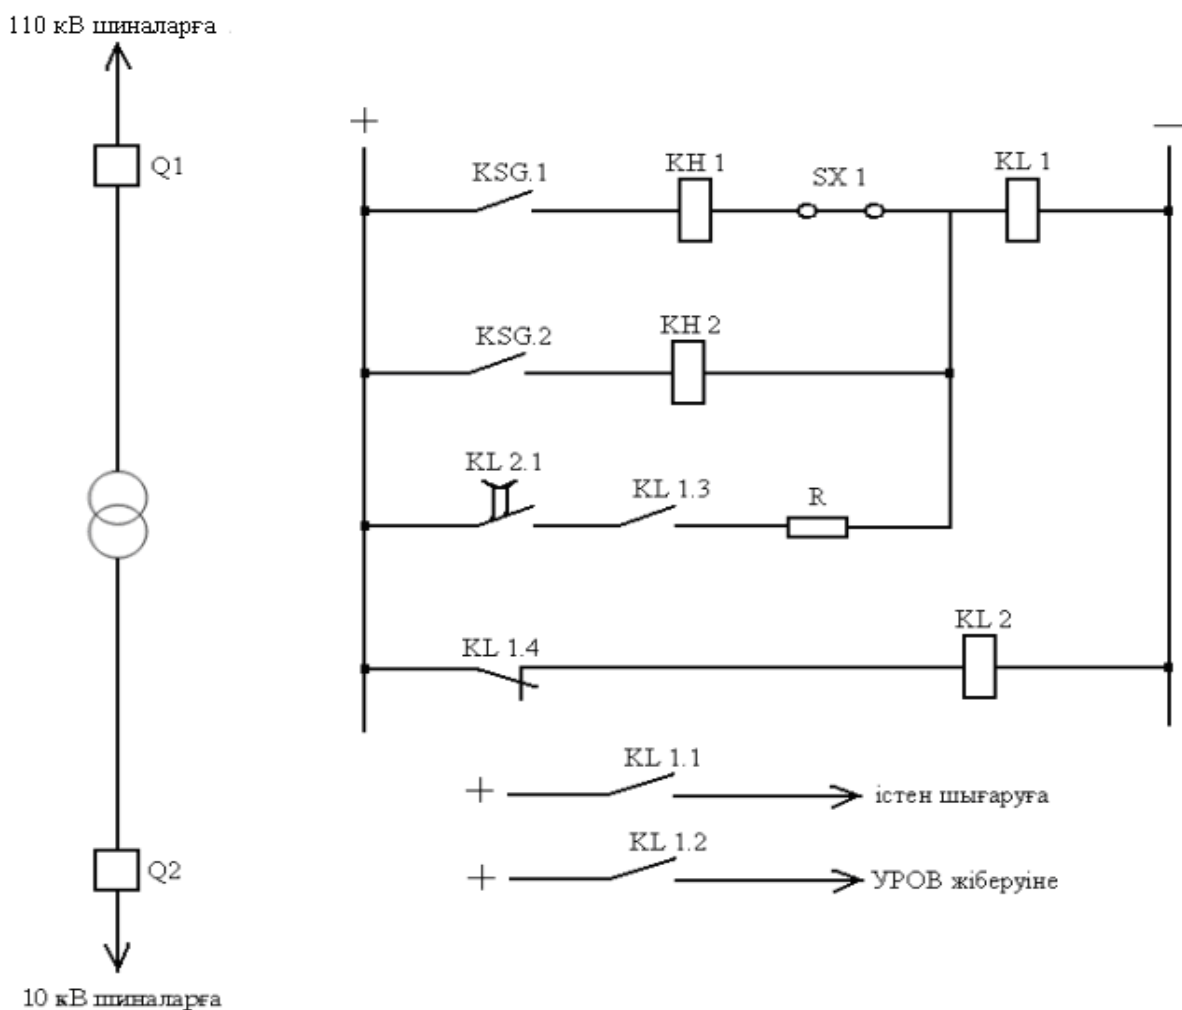 110 кВ шиналарға
Q1
+
—
KSG.1
KH 1
SX 1
KL 1
KSG.2
KH 2
KL 2.1
KL 1.3
R
KL 1.4
KL 2
+ KL 1.1 істен шығаруға
+ KL 1.2 УРОВ жіберуіне
Q2
10 кВ шиналарға